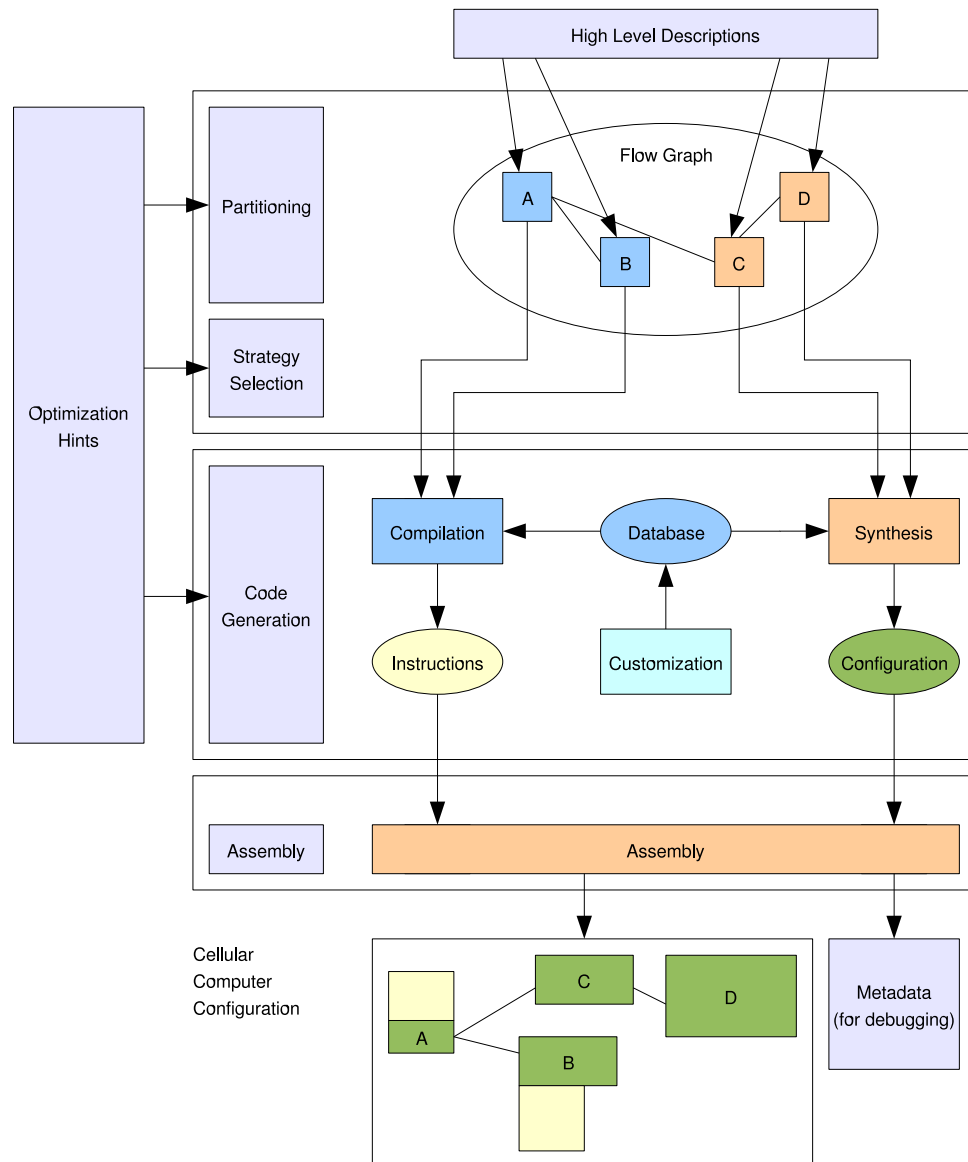 High Level Descriptions
Partitioning
Flow Graph
A
D
B
C
Strategy
Selection
Optimization
Hints
Compilation
Database
Synthesis
Code
Generation
Instructions
Customization
Configuration
Assembly
Assembly
Cellular
Computer
Configuration
C
D
A
B
Metadata
(for debugging)